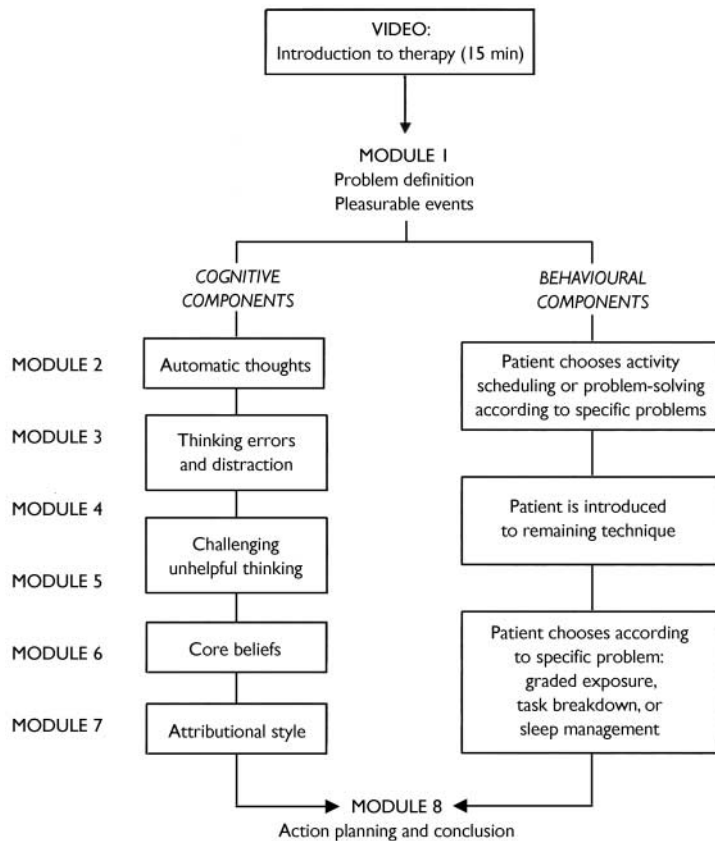 VIDEO:
Introduction to therapy (15 min)
MODULE 1
Problem definition
Pleasurable events
COGNITIVE
COMPONENTS
BEHAVIOURAL
COMPONENTS
MODULE 2
Automatic thoughts
Patient chooses activity
scheduling or problem-solving
according to specific problems
MODULE 3
Thinking errors
and distraction
MODULE 4
Patient is introduced
to remaining technique
Challenging
unhelpful thinking
MODULE 5
MODULE 6
Core beliefs
Patient chooses according
to specific problem:
graded exposure,
task breakdown, or
sleep management
MODULE 7
Attributional style
MODULE 8
Action planning and conclusion